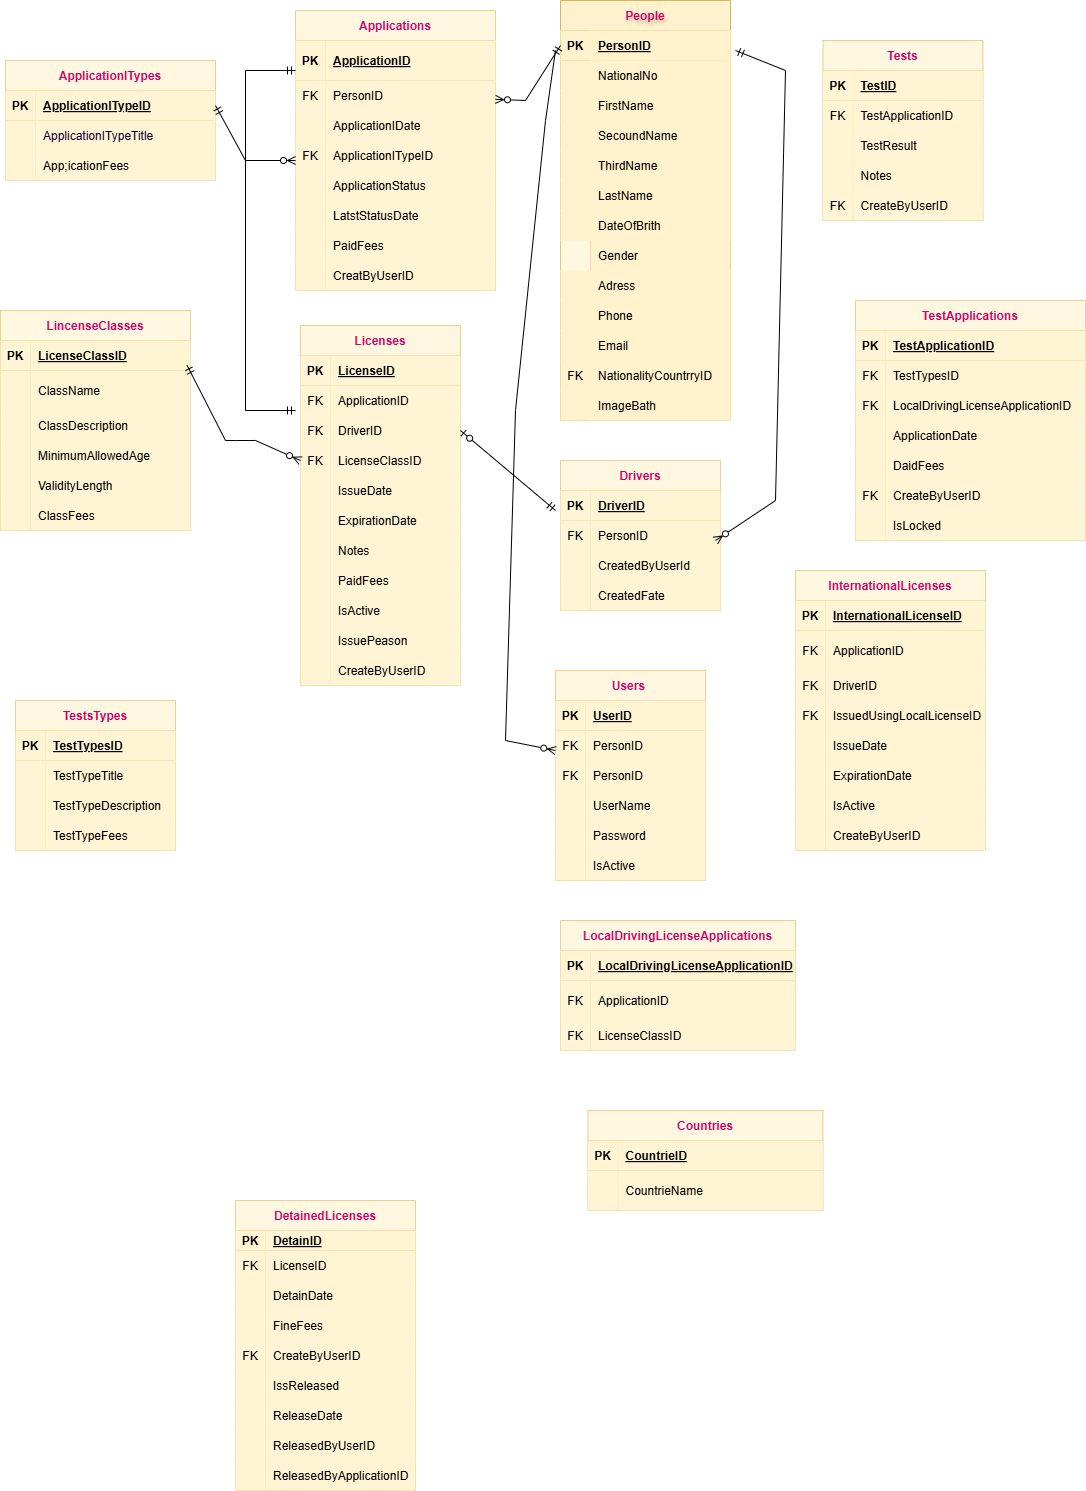 Applications
PK ApplicationID
FK PersonID
ApplicationIDate
FK ApplicationITypeID
ApplicationStatus
LatstStatusDate
PaidFees
CreatByUserID
People
PK PersonID
NationalNo
FirstName
SecoundName
ThirdName
LastName
DateOfBrith
Gender
Adress
Phone
Email
FK NationalityCountrryID
ImageBath
Tests
PK TestID
FK TestApplicationID
TestResult
Notes
FK CreateByUserID
ApplicationITypes
PK ApplicationITypeID
ApplicationITypeTitle
App;icationFees
LincenseClasses
PK LicenseClassID
ClassName
ClassDescription
MinimumAllowedAge
ValidityLength
ClassFees
Licenses
PK LicenseID
FK ApplicationID
FK DriverID
FK LicenseClassID
IssueDate
ExpirationDate
Notes
PaidFees
IsActive
IssuePeason
CreateByUserID
TestApplications
PK TestApplicationID
FK TestTypesID
FK LocalDrivingLicenseApplicationID
ApplicationDate
DaidFees
FK CreateByUserID
IsLocked
Drivers
PK DriverID
FK PersonID
CreatedByUserId
CreatedFate
InternationalLicenses
PK InternationalLicenseID
FK ApplicationID
FK DriverID
FK IssuedUsingLocalLicenseID
IssueDate
ExpirationDate
IsActive
CreateByUserID
Users
PK UserID
FK PersonID
FK PersonID
UserName
Password
IsActive
TestsTypes
PK TestTypesID
TestTypeTitle
TestTypeDescription
TestTypeFees
LocalDrivingLicenseApplications
PK LocalDrivingLicenseApplicationID
FK ApplicationID
FK LicenseClassID
Countries
PK CountrieID
CountrieName
DetainedLicenses
PK DetainID
FK LicenseID
DetainDate
FineFees
FK CreateByUserID
IssReleased
ReleaseDate
ReleasedByUserID
ReleasedByApplicationID